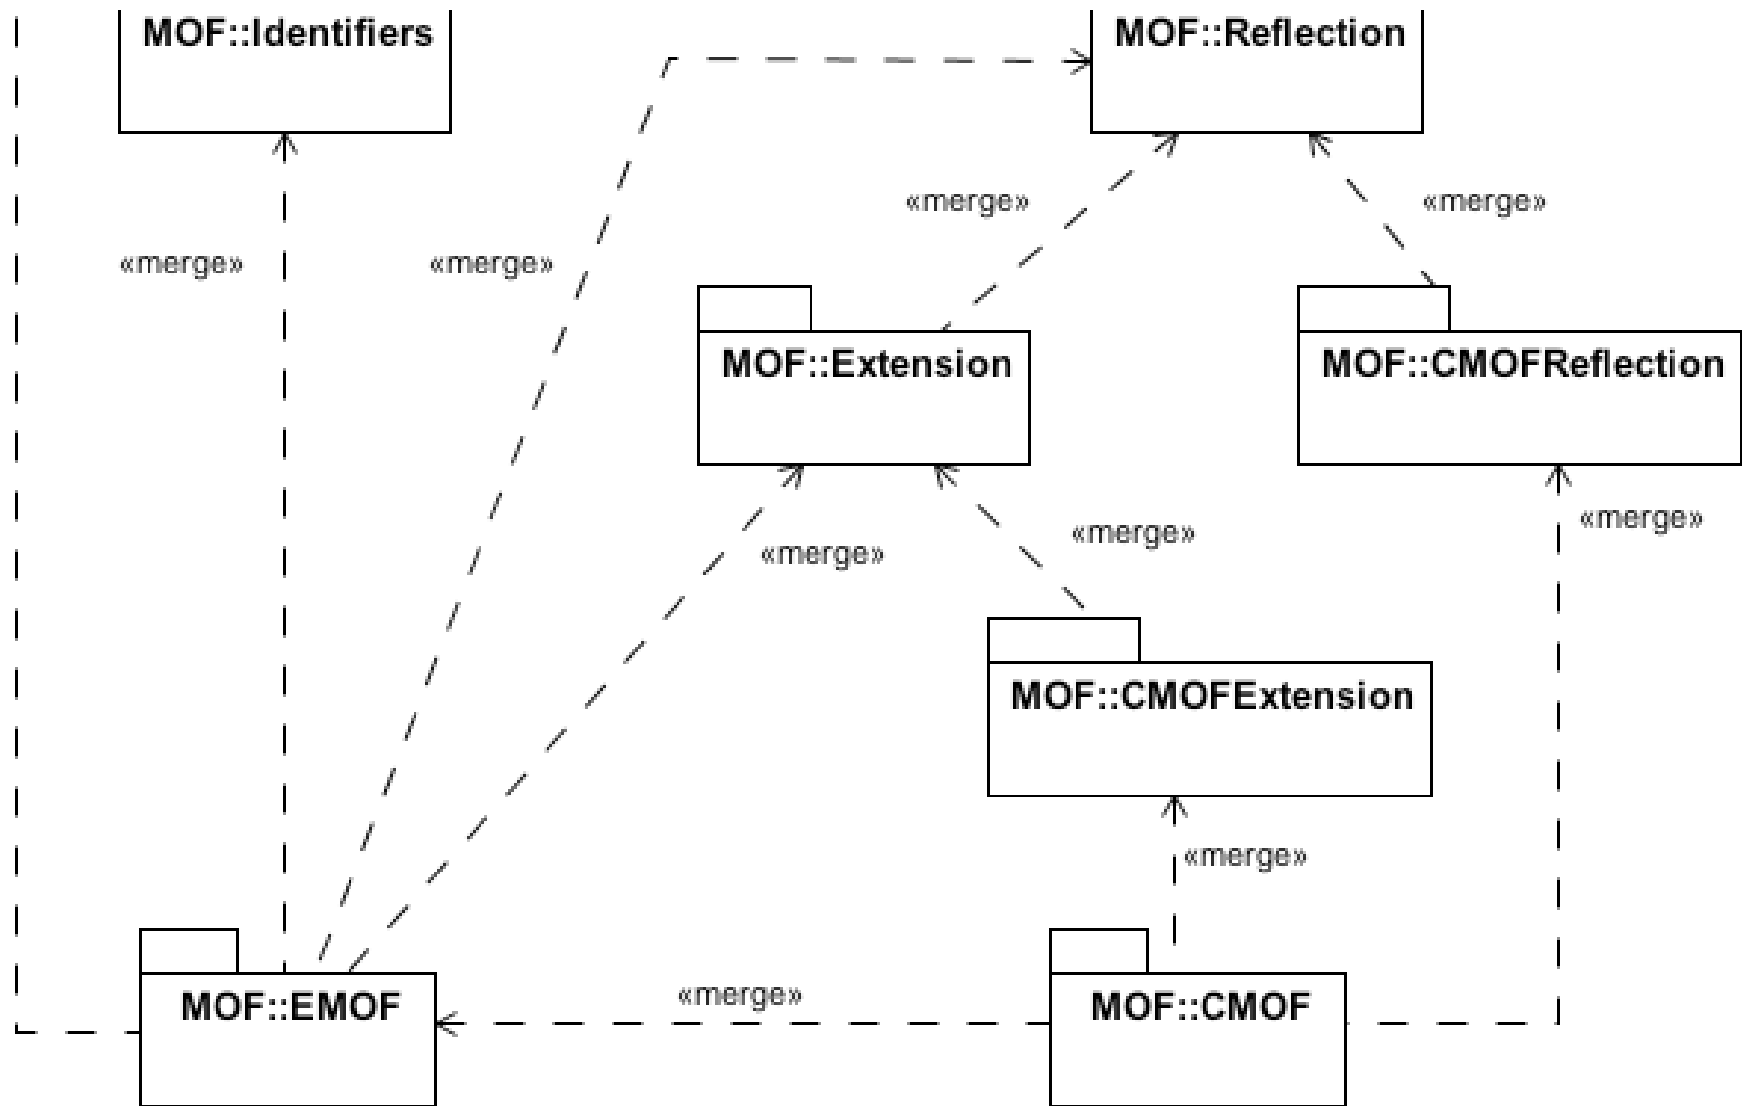 MOF::Identifiers
MOF::Reflection
«merge»
«merge»
«merge»
«merge»
MOF::Extension
MOF::CMOFReflection
«merge»
«merge»
«merge»
MOF::CMOFExtension
«merge»
«merge»
MOF::EMOF
MOF::CMOF